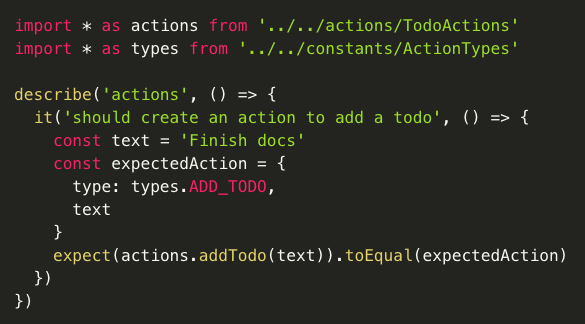 import * as actions from '../../actions/TodoActions'
import * as types from '../../constants/ActionTypes'

describe('actions', () => {
  it('should create an action to add a todo', () => {
    const text = 'Finish docs'
    const expectedAction = {
      type: types.ADD_TODO,
      text
    }
    expect(actions.addTodo(text)).toEqual(expectedAction)
  })
})